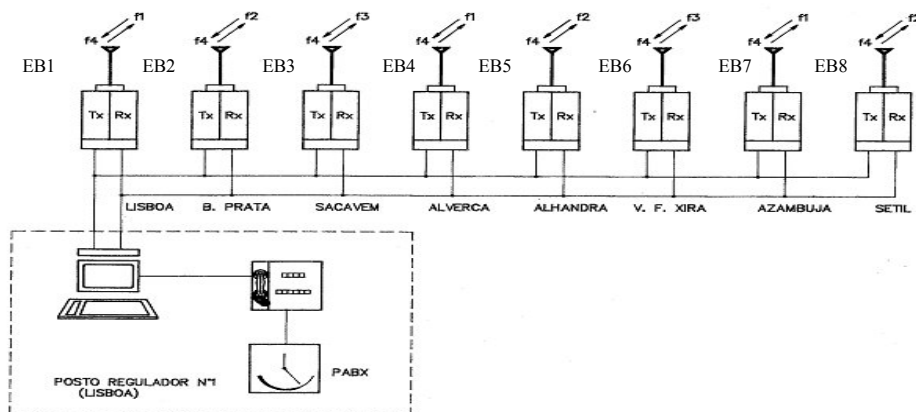 f1 f2 f3 f1 f2 f3 f1 f2
f4 f4 f4 f4 f4 f4 f4 f4
EB1 EB2 EB3 EB4 EB5 EB6 EB7 EB8
Tx Rx Tx Rx Tx Rx Tx Rx Tx Rx Tx Rx Tx Rx Tx Rx
LISBOA B. PRATA SACAVEM ALVERCA ALHANDRA V. F. XIRA AZAMBUJA SETIL
PABX
POSTO REGULADOR Nº1
(LISBOA)